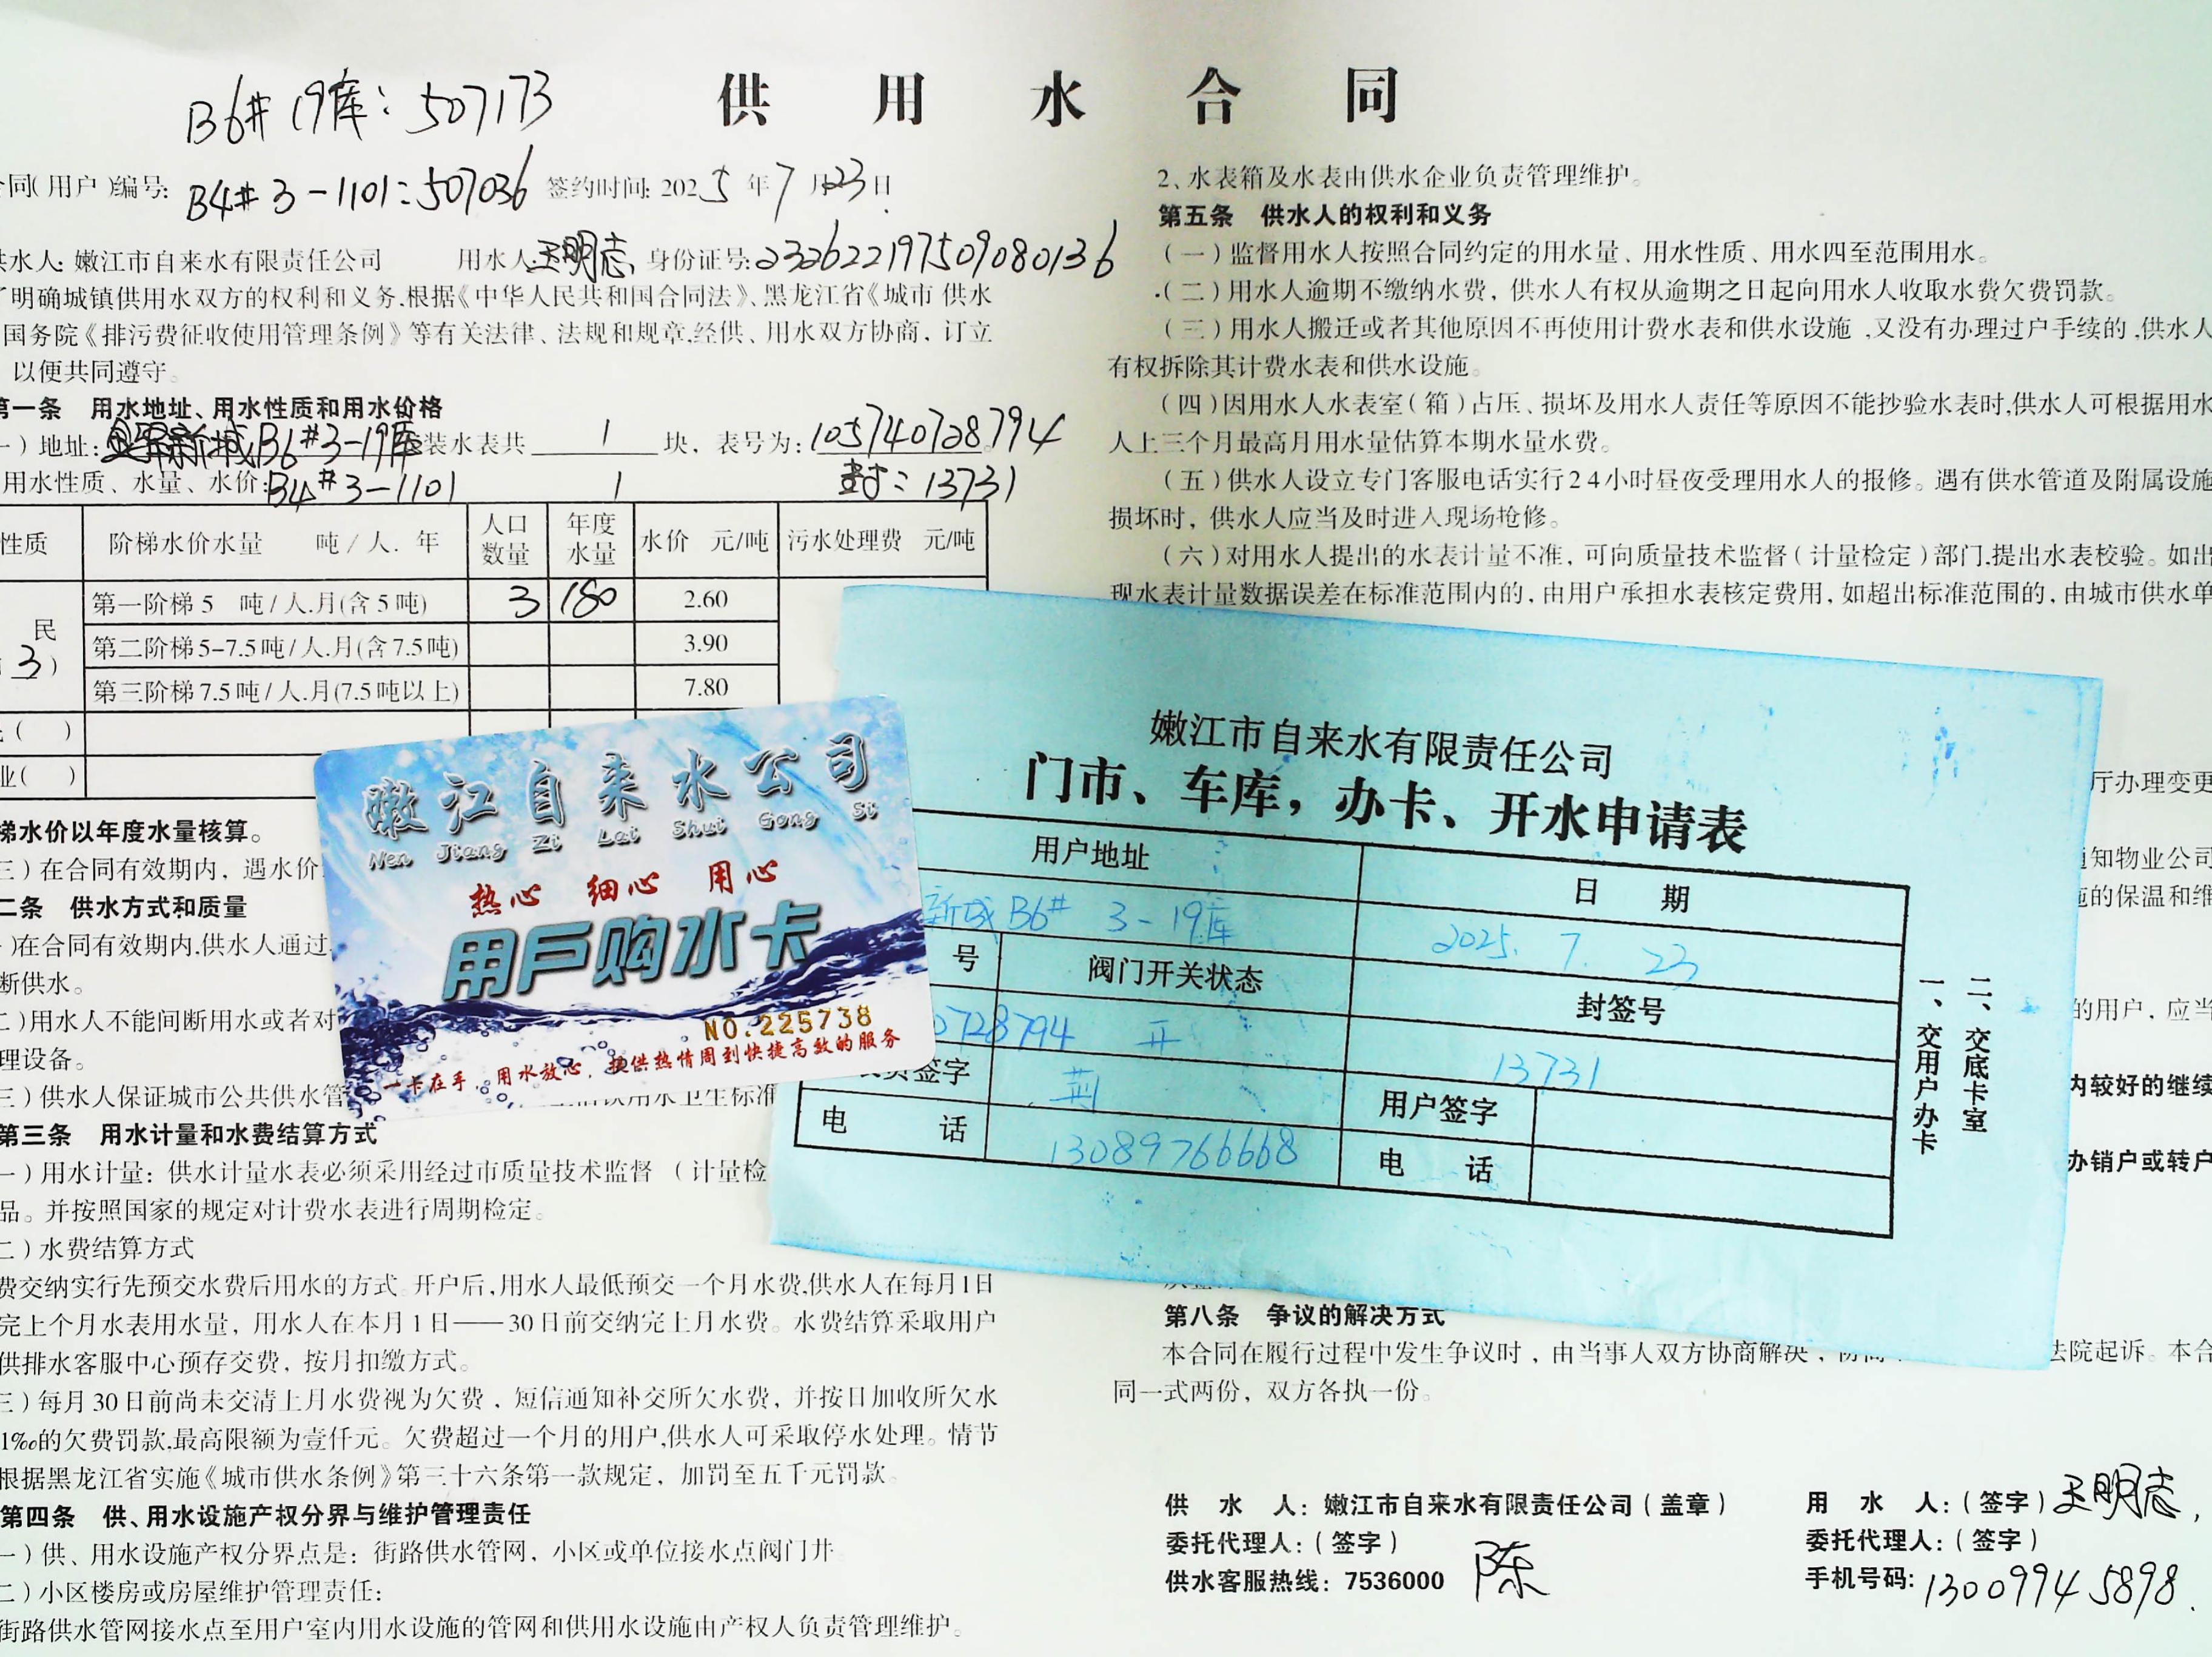 供 用 水 合 同
B6# 19库: 507173
同(用户)编号: B4# 3-1101:507036 签约时间: 2025年7月23日
供水人: 嫩江市自来水有限责任公司 用水人:王明志 身份证号:232622197509080136
了明确城镇供用水双方的权利和义务,根据《中华人民共和国合同法》、黑龙江省《城市 供水
国务院《排污费征收使用管理条例》等有关法律、法规和规章,经供、用水双方协商，订立
以便共同遵守。
第一条 用水地址、用水性质和用水价格
一)地址: 新城B6#3-19库 装水表共 1 块，表号为: 105740728794
用水性质、水量、水价: B4#3-1101 1 封: 13731
性质 阶梯水价水量 吨/人.年 人口数量 年度水量 水价 元/吨 污水处理费 元/吨
第一阶梯 5 吨/人.月(含5吨) 3 180 2.60
民 第二阶梯5-7.5吨/人.月(含7.5吨) 3.90
3) 第三阶梯7.5吨/人.月(7.5吨以上) 7.80
( )
业( )
梯水价以年度水量核算。
三)在合同有效期内，遇水价
二条 供水方式和质量
)在合同有效期内,供水人通过
断供水。
二)用水人不能间断用水或者对
理设备。
三)供水人保证城市公共供水管 饮用水卫生标准
第三条 用水计量和水费结算方式
一)用水计量: 供水计量水表必须采用经过市质量技术监督 (计量检
品。并按照国家的规定对计费水表进行周期检定。
二)水费结算方式
费交纳实行先预交水费后用水的方式。开户后,用水人最低预交一个月水费,供水人在每月1日
完上个月水表用水量，用水人在本月1日——30日前交纳完上月水费。水费结算采取用户
供排水客服中心预存交费，按月扣缴方式。
三)每月30日前尚未交清上月水费视为欠费，短信通知补交所欠水费，并按日加收所欠水
1‰的欠费罚款,最高限额为壹仟元。欠费超过一个月的用户,供水人可采取停水处理。情节
根据黑龙江省实施《城市供水条例》第三十六条第一款规定，加罚至五千元罚款。
第四条 供、用水设施产权分界与维护管理责任
一)供、用水设施产权分界点是: 街路供水管网，小区或单位接水点阀门井
二)小区楼房或房屋维护管理责任:
街路供水管网接水点至用户室内用水设施的管网和供用水设施由产权人负责管理维护。
2、水表箱及水表由供水企业负责管理维护。
第五条 供水人的权利和义务
(一)监督用水人按照合同约定的用水量、用水性质、用水四至范围用水。
(二)用水人逾期不缴纳水费，供水人有权从逾期之日起向用水人收取水费欠费罚款。
(三)用水人搬迁或者其他原因不再使用计费水表和供水设施,又没有办理过户手续的,供水人
有权拆除其计费水表和供水设施。
(四)因用水人水表室(箱)占压、损坏及用水人责任等原因不能抄验水表时,供水人可根据用水
人上三个月最高月用水量估算本期水量水费。
(五)供水人设立专门客服电话实行24小时昼夜受理用水人的报修。遇有供水管道及附属设施
损坏时，供水人应当及时进入现场抢修。
(六)对用水人提出的水表计量不准，可向质量技术监督(计量检定)部门,提出水表校验。如出
现水表计量数据误差在标准范围内的，由用户承担水表核定费用，如超出标准范围的，由城市供水单
厅办理变更
通知物业公司
施的保温和维
的用户，应当
内较好的继续
办销户或转户
第八条 争议的解决方式
本合同在履行过程中发生争议时，由当事人双方协商解决， 法院起诉。本合
同一式两份，双方各执一份。
供 水 人: 嫩江市自来水有限责任公司(盖章)
委托代理人:(签字) 陈
供水客服热线: 7536000
用 水 人:(签字) 王明志
委托代理人:(签字)
手机号码: 13009945898
嫩江自来水公司
Nen Jiang Zi Lai Shui Gong Si
热心 细心 用心
用户购水卡
NO.225738
一卡在手，用水放心，提供热情周到快捷高效的服务
嫩江市自来水有限责任公司
门市、车库，办卡、开水申请表
用户地址 日 期
新城B6# 3-19库 2025. 7. 23
号 阀门开关状态 封签号
0728794 开 13731
签字 用户签字
电 话 13089766668 电 话
一、交用户办卡
二、交底卡室